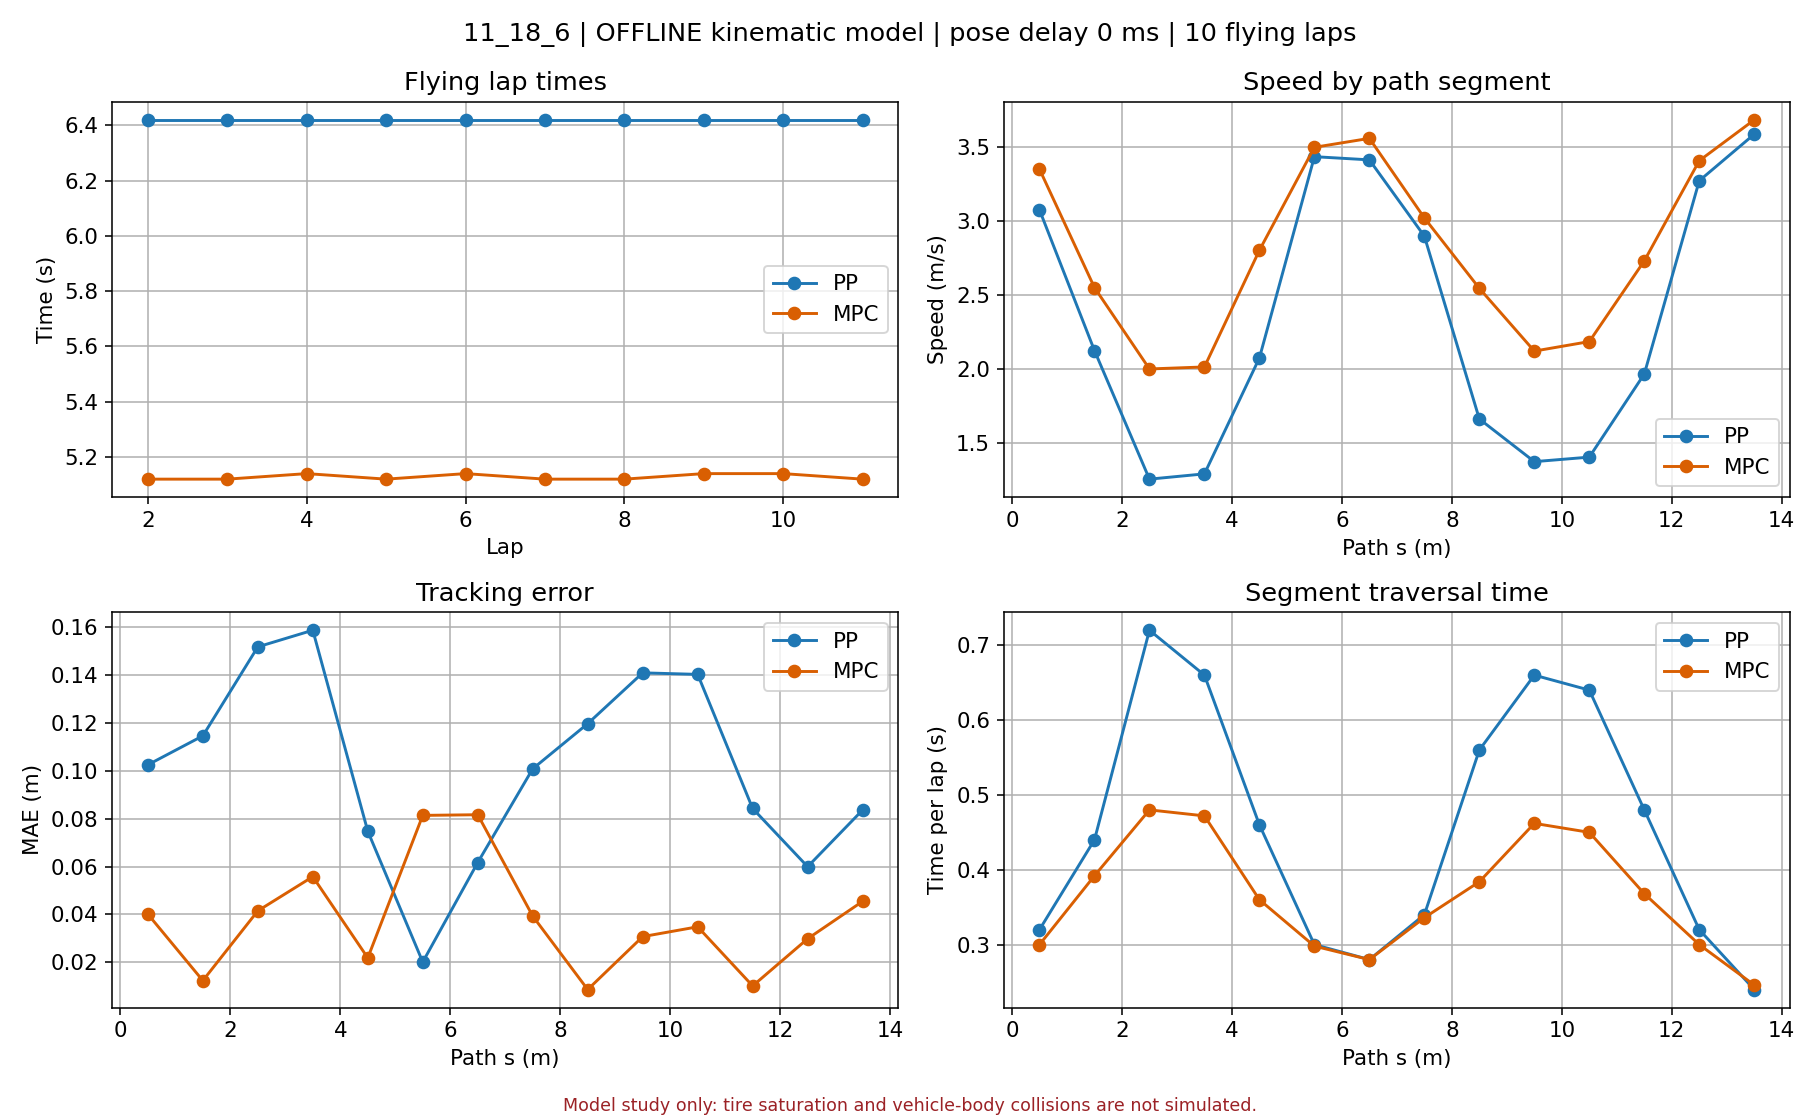 11_18_6 | OFFLINE kinematic model | pose delay 0 ms | 10 flying laps
Flying lap times
6.4
6.2
6.0
5.8
5.6
5.4
5.2
Time (s)
PP
MPC
2 4 6 8 10
Lap
Speed by path segment
3.5
3.0
2.5
2.0
1.5
Speed (m/s)
PP
MPC
0 2 4 6 8 10 12 14
Path s (m)
Tracking error
0.16
0.14
0.12
0.10
0.08
0.06
0.04
0.02
MAE (m)
PP
MPC
0 2 4 6 8 10 12 14
Path s (m)
Segment traversal time
0.7
0.6
0.5
0.4
0.3
Time per lap (s)
PP
MPC
0 2 4 6 8 10 12 14
Path s (m)
Model study only: tire saturation and vehicle-body collisions are not simulated.